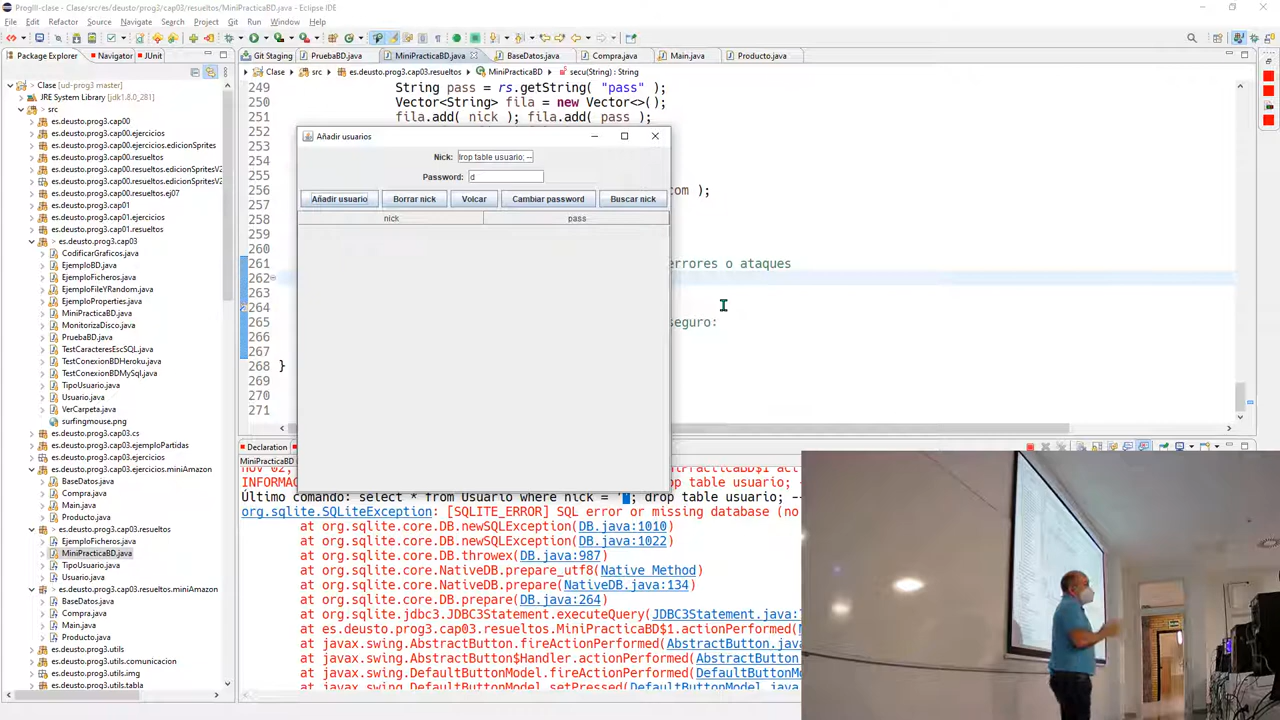 ProgIII-clase - Clase/src/es/deusto/prog3/cap03/resueltos/MiniPracticaBD.java - Eclipse IDE
File Edit Refactor Source Navigate Search Project Git Run Window Help
Package Explorer Navigator JUnit
Git Staging PruebaBD.java MiniPracticaBD.java BaseDatos.java Compra.java Main.java Producto.java
Clase src es.deusto.prog3.cap03.resueltos MiniPracticaBD secu(String) : String
Clase [ud-prog3 master]
JRE System Library [jdk1.8.0_281]
src
es.deusto.prog3.cap00
es.deusto.prog3.cap00.ejercicios
es.deusto.prog3.cap00.ejercicios.edicionSprites
es.deusto.prog3.cap00.resueltos
es.deusto.prog3.cap00.resueltos.edicionSprites
es.deusto.prog3.cap00.resueltos.edicionSpritesV2
es.deusto.prog3.cap00.resueltos.ej07
es.deusto.prog3.cap01
es.deusto.prog3.cap01.ejercicios
es.deusto.prog3.cap01.resueltos
es.deusto.prog3.cap03
CodificarGraficos.java
EjemploBD.java
EjemploFicheros.java
EjemploFileYRandom.java
EjemploProperties.java
MiniPracticaBD.java
MonitorizaDisco.java
PruebaBD.java
TestCaracteresEscSQL.java
TestConexionBDHeroku.java
TestConexionBDMySql.java
TipoUsuario.java
Usuario.java
VerCarpeta.java
surfingmouse.png
es.deusto.prog3.cap03.cs
es.deusto.prog3.cap03.ejemploPartidas
es.deusto.prog3.cap03.ejercicios
es.deusto.prog3.cap03.ejercicios.miniAmazon
BaseDatos.java
Compra.java
Main.java
Producto.java
es.deusto.prog3.cap03.resueltos
EjemploFicheros.java
MiniPracticaBD.java
TipoUsuario.java
Usuario.java
es.deusto.prog3.cap03.resueltos.miniAmazon
BaseDatos.java
Compra.java
Main.java
Producto.java
es.deusto.prog3.utils
es.deusto.prog3.utils.comunicacion
es.deusto.prog3.utils.img
es.deusto.prog3.utils.tabla
249 String pass = rs.getString( "pass" );
250 Vector<String> fila = new Vector<>();
251 fila.add( nick ); fila.add( pass );
252
253
254
255
256 com );
257
258
259
260
261 errores o ataques
262
263
264
265 seguro:
266
267
268 }
269
270
271
Añadir usuarios
Nick: drop table usuario; --
Password: d
Añadir usuario Borrar nick Volcar Cambiar password Buscar nick
nick pass
Declaration
MiniPracticaBD
Último comando: select * from Usuario where nick = ''; drop table usuario; --
org.sqlite.SQLiteException: [SQLITE_ERROR] SQL error or missing database (no
at org.sqlite.core.DB.newSQLException(DB.java:1010)
at org.sqlite.core.DB.newSQLException(DB.java:1022)
at org.sqlite.core.DB.throwex(DB.java:987)
at org.sqlite.core.NativeDB.prepare_utf8(Native Method)
at org.sqlite.core.NativeDB.prepare(NativeDB.java:134)
at org.sqlite.core.DB.prepare(DB.java:264)
at org.sqlite.jdbc3.JDBC3Statement.executeQuery(JDBC3Statement.java:
at es.deusto.prog3.cap03.resueltos.MiniPracticaBD$1.actionPerformed(
at javax.swing.AbstractButton.fireActionPerformed(AbstractButton
at javax.swing.AbstractButton$Handler.actionPerformed(AbstractButton
at javax.swing.DefaultButtonModel.fireActionPerformed(DefaultButtonM
at javax.swing.DefaultButtonModel.setPressed(DefaultButtonModel.java